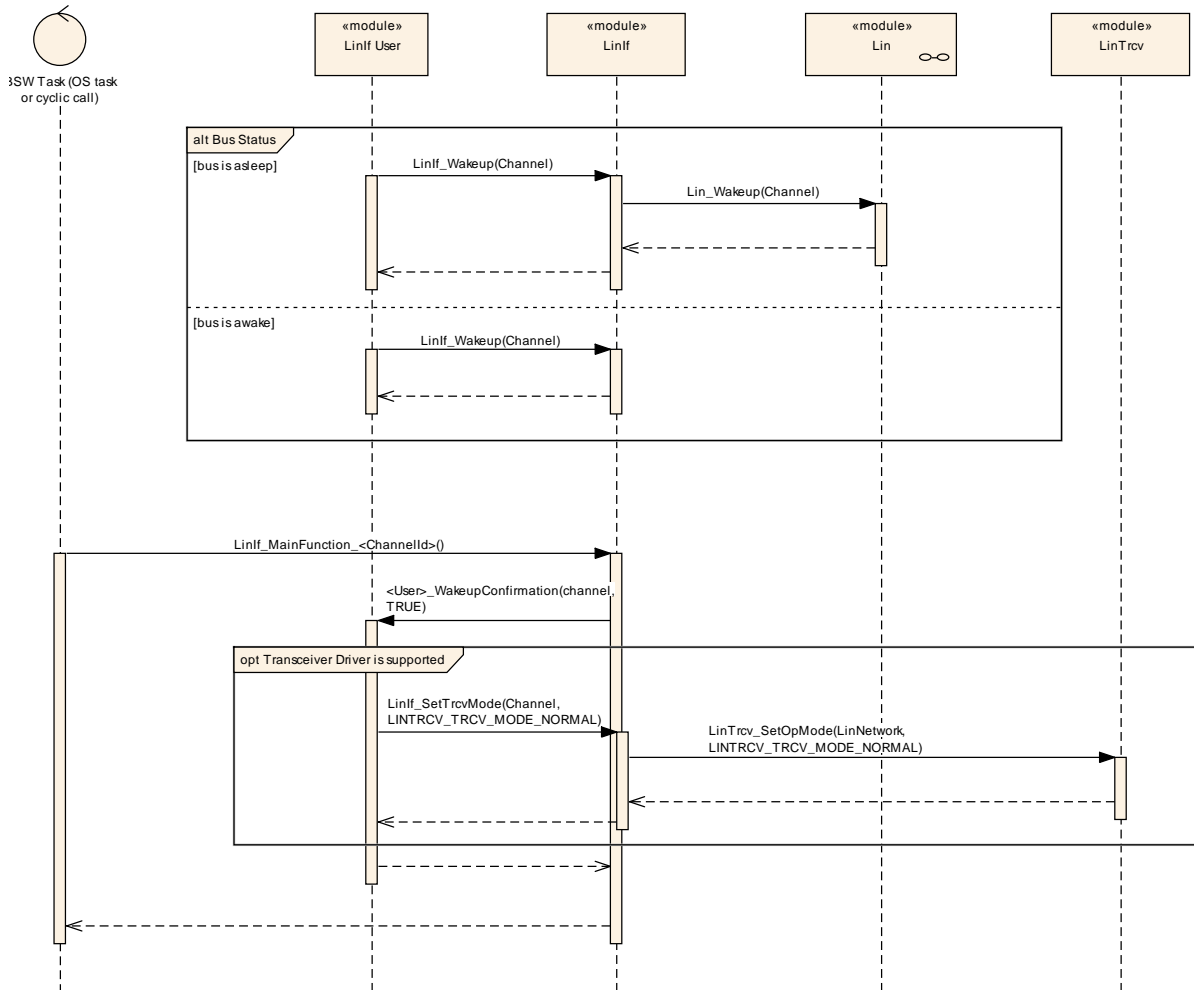 «module»
LinIf User
«module»
LinIf
«module»
Lin
«module»
LinTrcv
BSW Task (OS task
or cyclic call)
alt Bus Status
[bus is asleep]
LinIf_Wakeup(Channel)
Lin_Wakeup(Channel)
[bus is awake]
LinIf_Wakeup(Channel)
LinIf_MainFunction_<ChannelId>()
<User>_WakeupConfirmation(channel,
TRUE)
opt Transceiver Driver is supported
LinIf_SetTrcvMode(Channel,
LINTRCV_TRCV_MODE_NORMAL)
LinTrcv_SetOpMode(LinNetwork,
LINTRCV_TRCV_MODE_NORMAL)